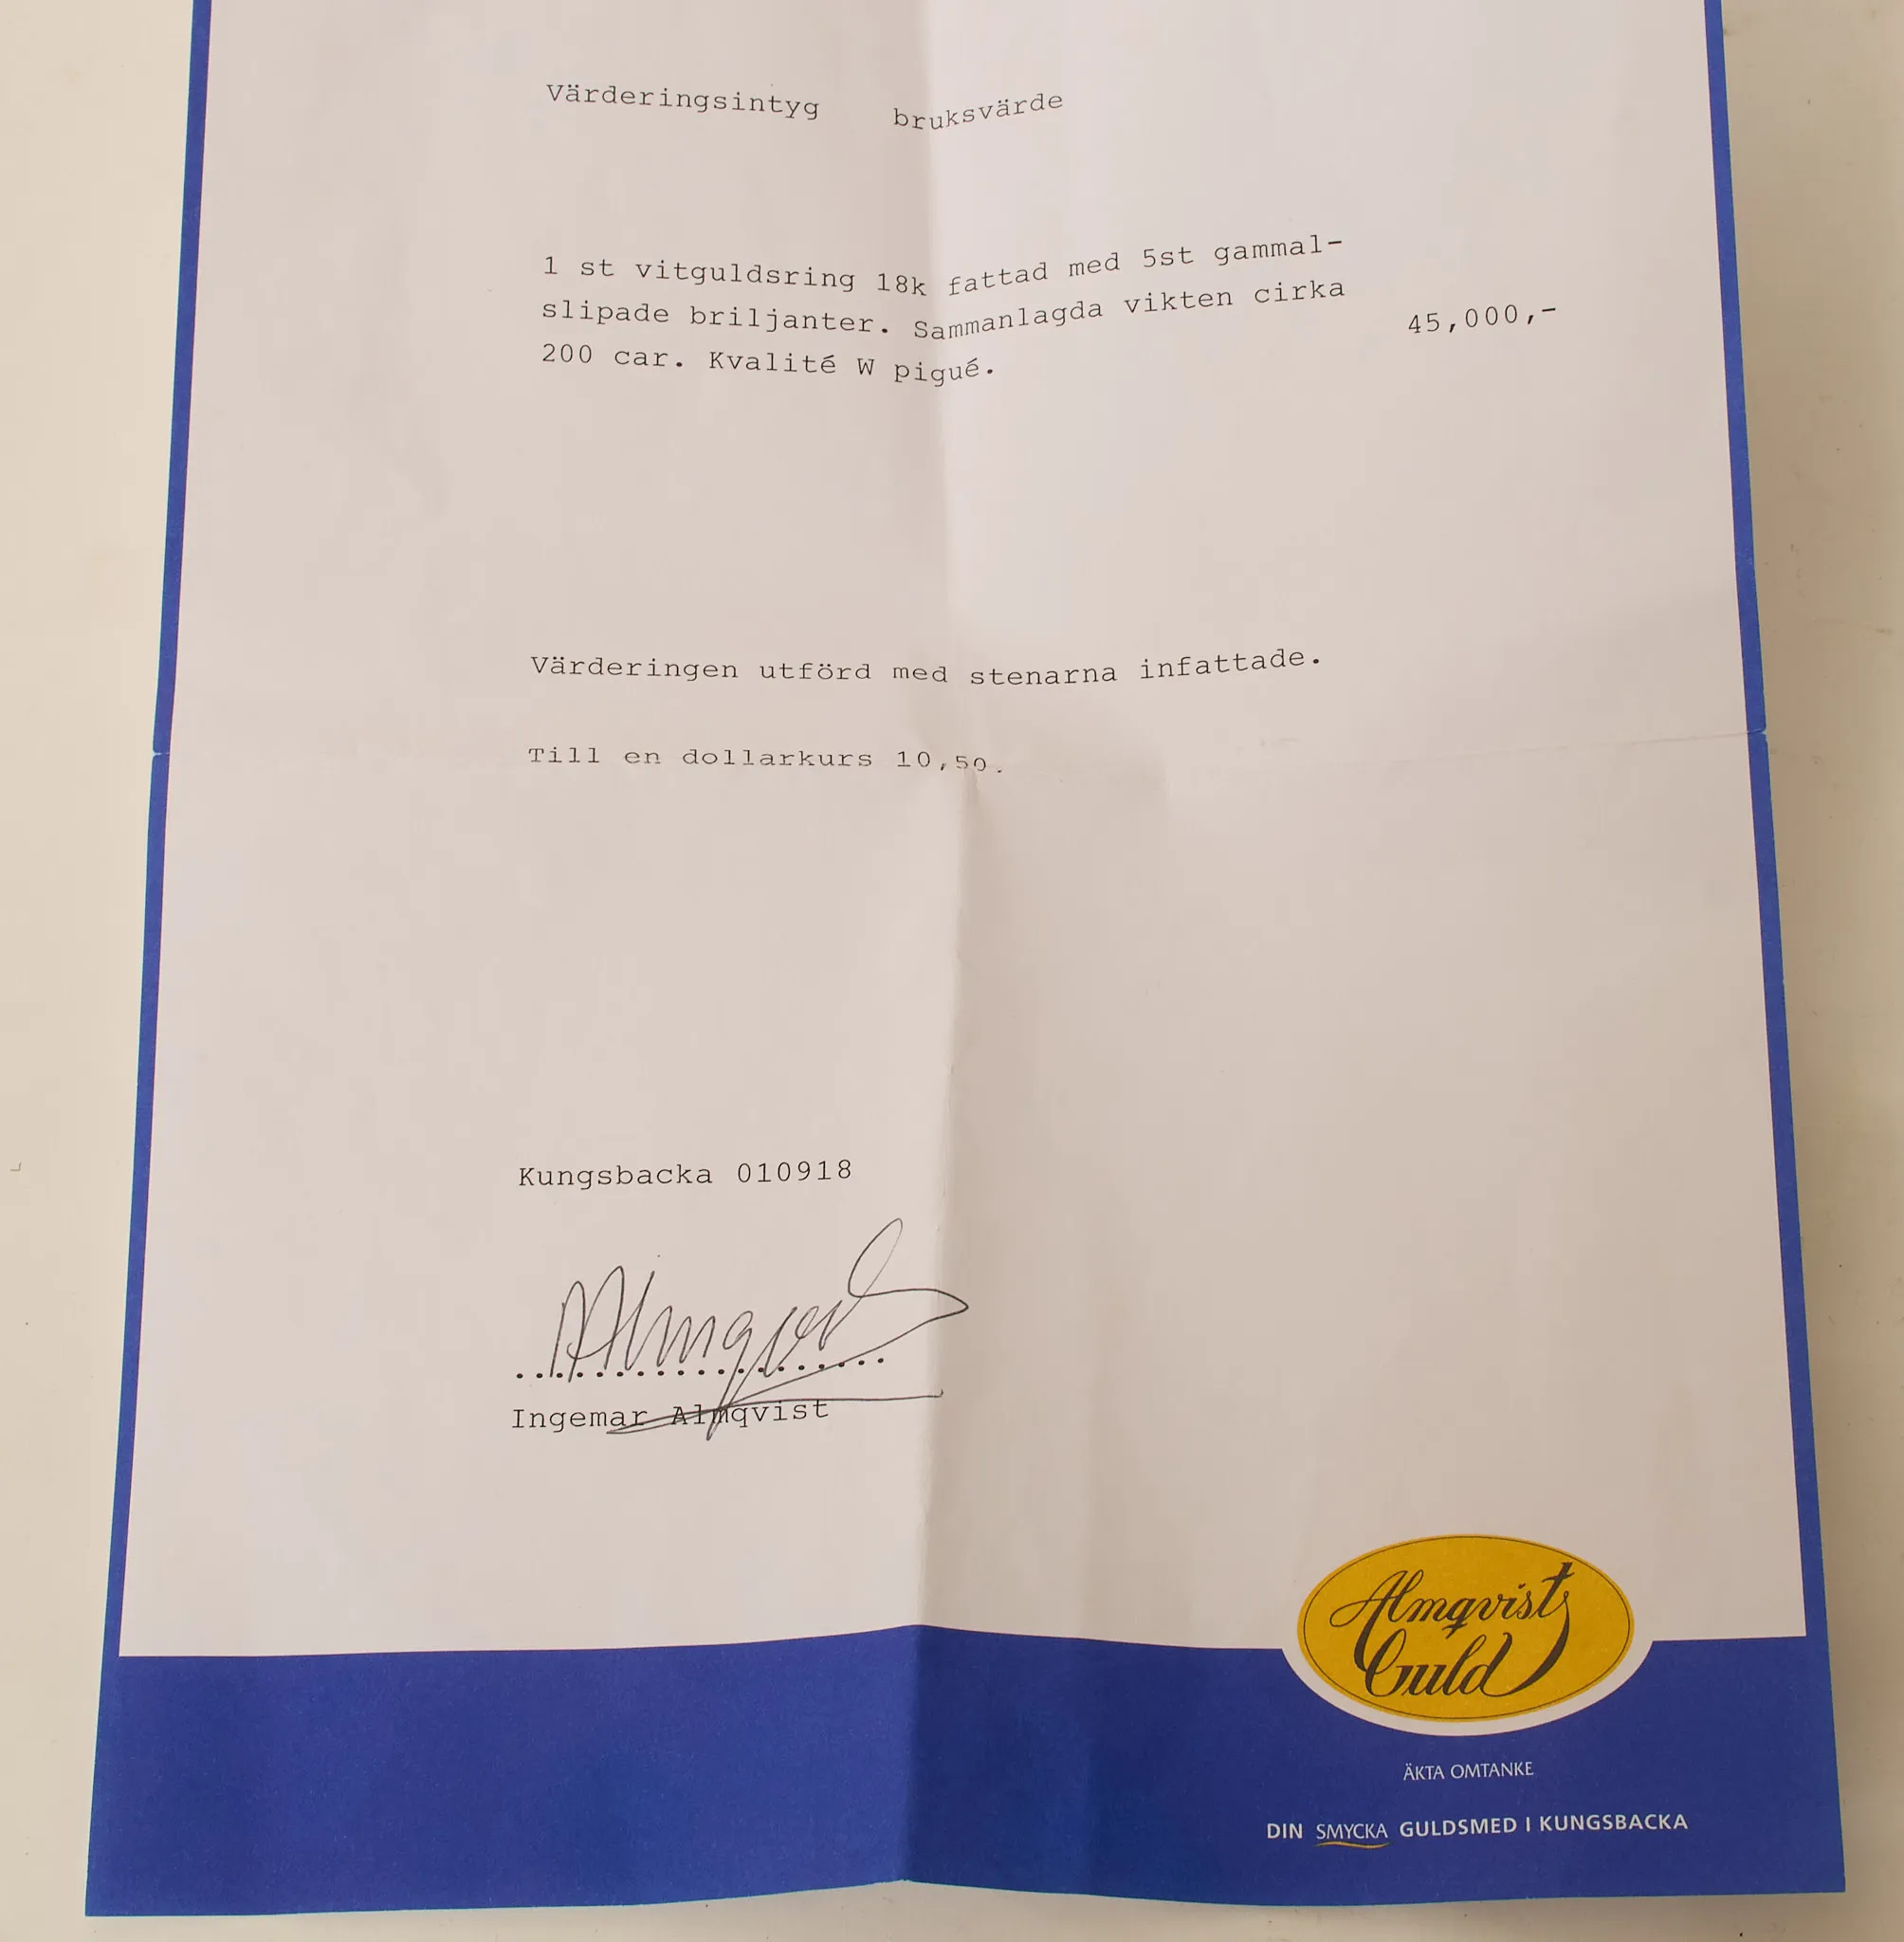 Värderingsintyg bruksvärde
1 st vitguldsring 18k fattad med 5st gammal-
slipade briljanter. Sammanlagda vikten cirka
200 car. Kvalité W pigué.
45,000,-
Värderingen utförd med stenarna infattade.
Till en dollarkurs 10,50.
Kungsbacka 010918
Almqvist
Ingemar Almqvist
Almqvists
Guld
ÄKTA OMTANKE
DIN SMYCKA GULDSMED I KUNGSBACKA